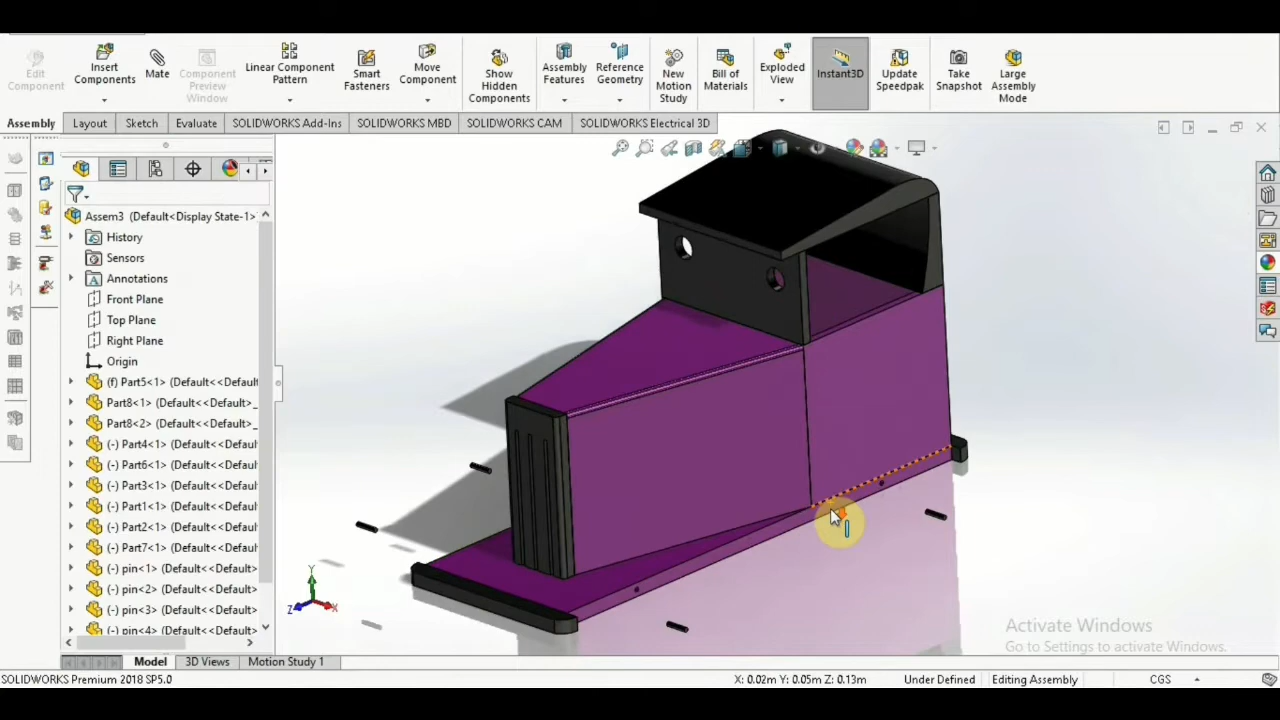 Edit Component
Insert Components
Mate
Component Preview Window
Linear Component Pattern
Smart Fasteners
Move Component
Show Hidden Components
Assembly Features
Reference Geometry
New Motion Study
Bill of Materials
Exploded View
Instant3D
Update Speedpak
Take Snapshot
Large Assembly Mode
Assembly
Layout
Sketch
Evaluate
SOLIDWORKS Add-Ins
SOLIDWORKS MBD
SOLIDWORKS CAM
SOLIDWORKS Electrical 3D
Assem3 (Default<Display State-1>
History
Sensors
Annotations
Front Plane
Top Plane
Right Plane
Origin
(f) Part5<1> (Default<<Default
Part8<1> (Default<<Default>_
Part8<2> (Default<<Default>_
(-) Part4<1> (Default<<Defaul
(-) Part6<1> (Default<<Defaul
(-) Part3<1> (Default<<Defaul
(-) Part1<1> (Default<<Defaul
(-) Part2<1> (Default<<Defaul
(-) Part7<1> (Default<<Defaul
(-) pin<1> (Default<<Default>
(-) pin<2> (Default<<Default>
(-) pin<3> (Default<<Default>
(-) pin<4> (Default<<Default>
Y
Z
X
Activate Windows
Go to Settings to activate Windows.
Model
3D Views
Motion Study 1
SOLIDWORKS Premium 2018 SP5.0
X: 0.02m Y: 0.05m Z: 0.13m
Under Defined
Editing Assembly
CGS